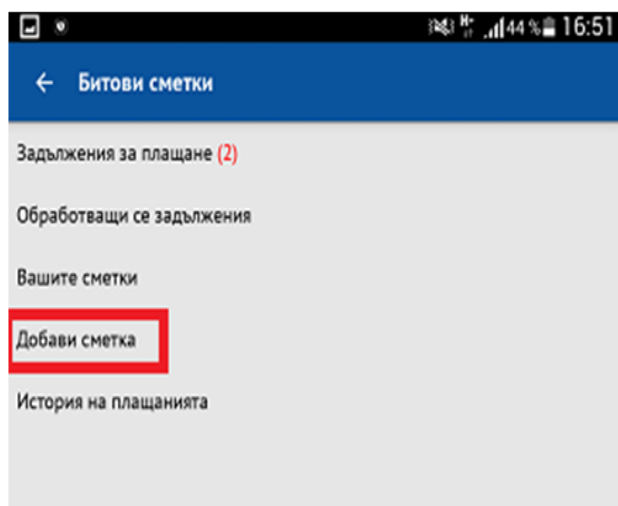 H+ 44 % 16:51
Битови сметки
Задължения за плащане (2)
Обработващи се задължения
Вашите сметки
Добави сметка
История на плащанията